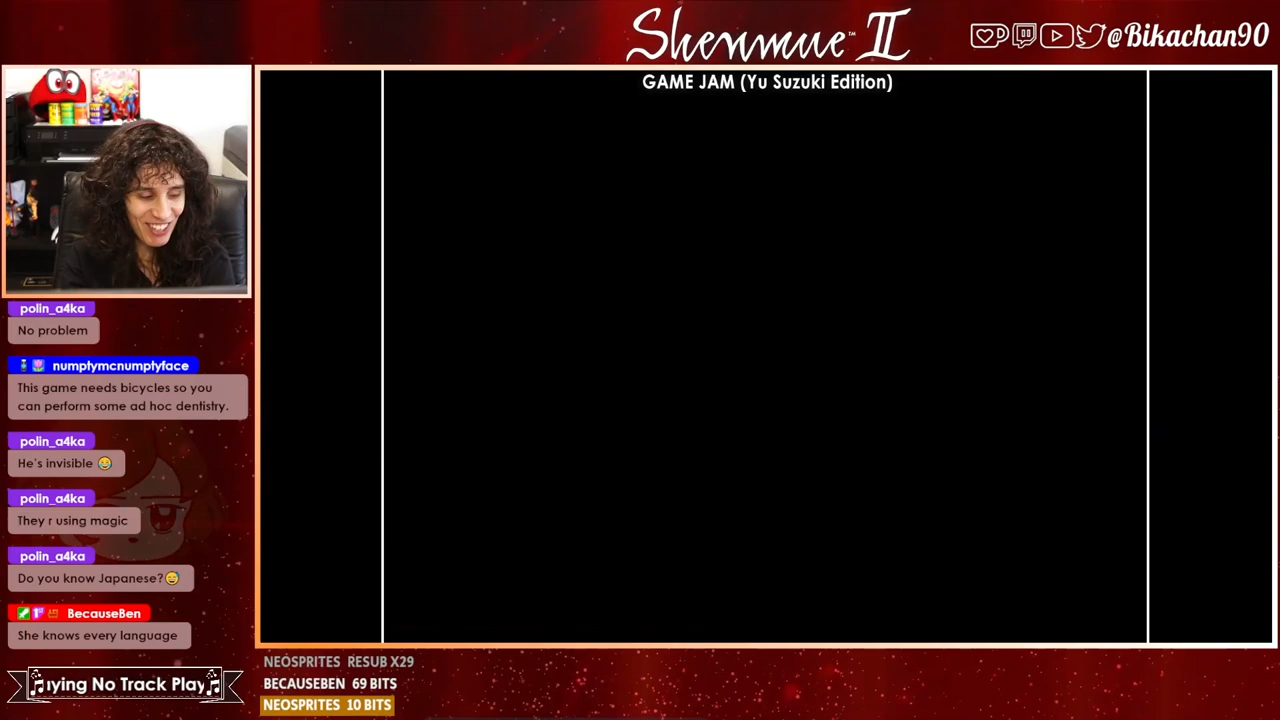 Shenmue™ II
@Bikachan90
GAME JAM (Yu Suzuki Edition)
polin_a4ka
No problem
numptymcnumptyface
This game needs bicycles so you
can perform some ad hoc dentistry.
polin_a4ka
He's invisible 😂
polin_a4ka
They r using magic
polin_a4ka
Do you know Japanese?😅
BecauseBen
She knows every language
ying No Track Play
NEOSPRITES RESUB X29
BECAUSEBEN 69 BITS
NEOSPRITES 10 BITS